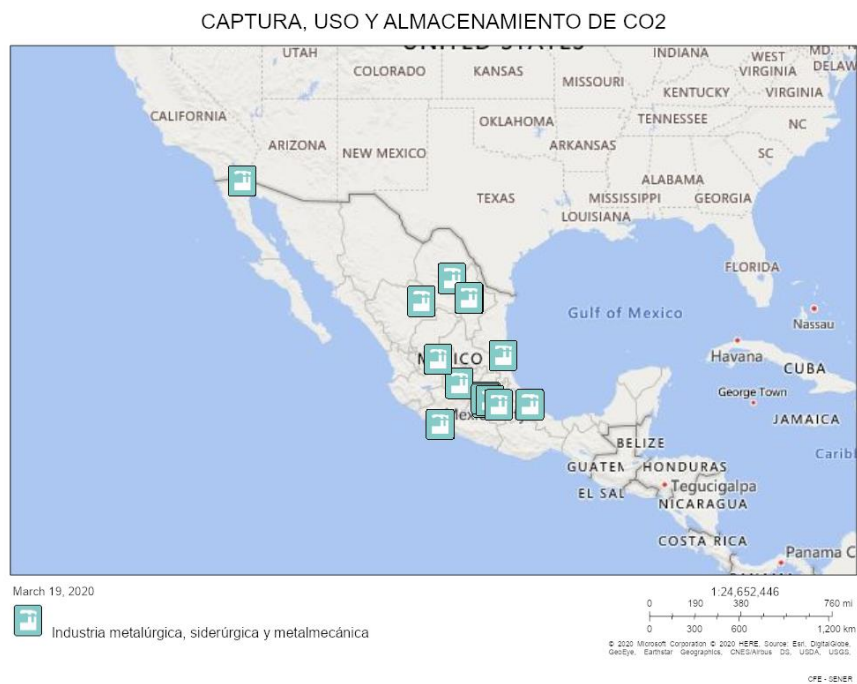 CAPTURA, USO Y ALMACENAMIENTO DE CO2
UTAH
COLORADO
KANSAS
MISSOURI
INDIANA
WEST
VIRGINIA
KENTUCKY
VIRGINIA
CALIFORNIA
ARIZONA
NEW MEXICO
OKLAHOMA
ARKANSAS
TENNESSEE
NC
SC
TEXAS
MISSISSIPPI
ALABAMA
GEORGIA
LOUISIANA
FLORIDA
Gulf of Mexico
Nassau
Havana
CUBA
George Town
JAMAICA
BELIZE
HONDURAS
Tegucigalpa
NICARAGUA
COSTA RICA
Panama C
March 19, 2020
Industria metalúrgica, siderúrgica y metalmecánica
1:24,652,446
0 190 380 760 mi
0 300 600 1,200 km
© 2020 Microsoft Corporation © 2020 HERE, Source: Esri, DigitalGlobe,
GeoEye, Earthstar Geographics, CNES/Airbus DS, USDA, USGS,
CFE - SENER